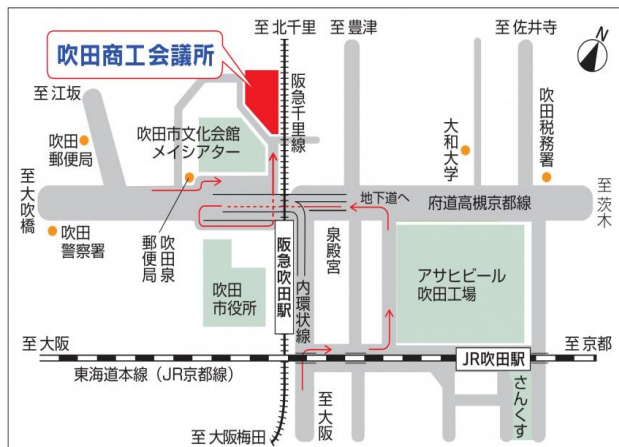 至北千里
至豊津
至佐井寺
N
吹田商工会議所
至江坂
阪急千里線
吹田
郵便局
吹田市文化会館
メイシアター
大和大学
吹田税務署
至大吹橋
地下道へ
府道高槻京都線
至茨木
吹田
警察署
吹田泉
郵便局
阪急吹田駅
泉殿宮
吹田
市役所
内環状線
アサヒビール
吹田工場
至大阪
JR吹田駅
至京都
東海道本線（JR京都線）
至大阪
さんくす
至大阪梅田